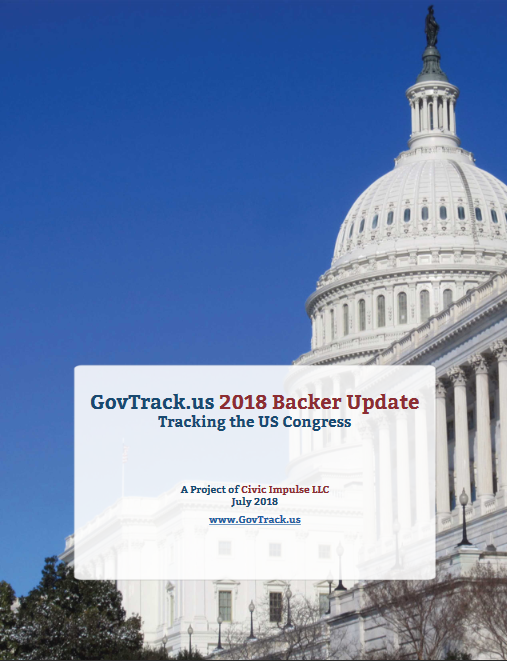 GovTrack.us 2018 Backer Update
Tracking the US Congress
A Project of Civic Impulse LLC
July 2018
www.GovTrack.us